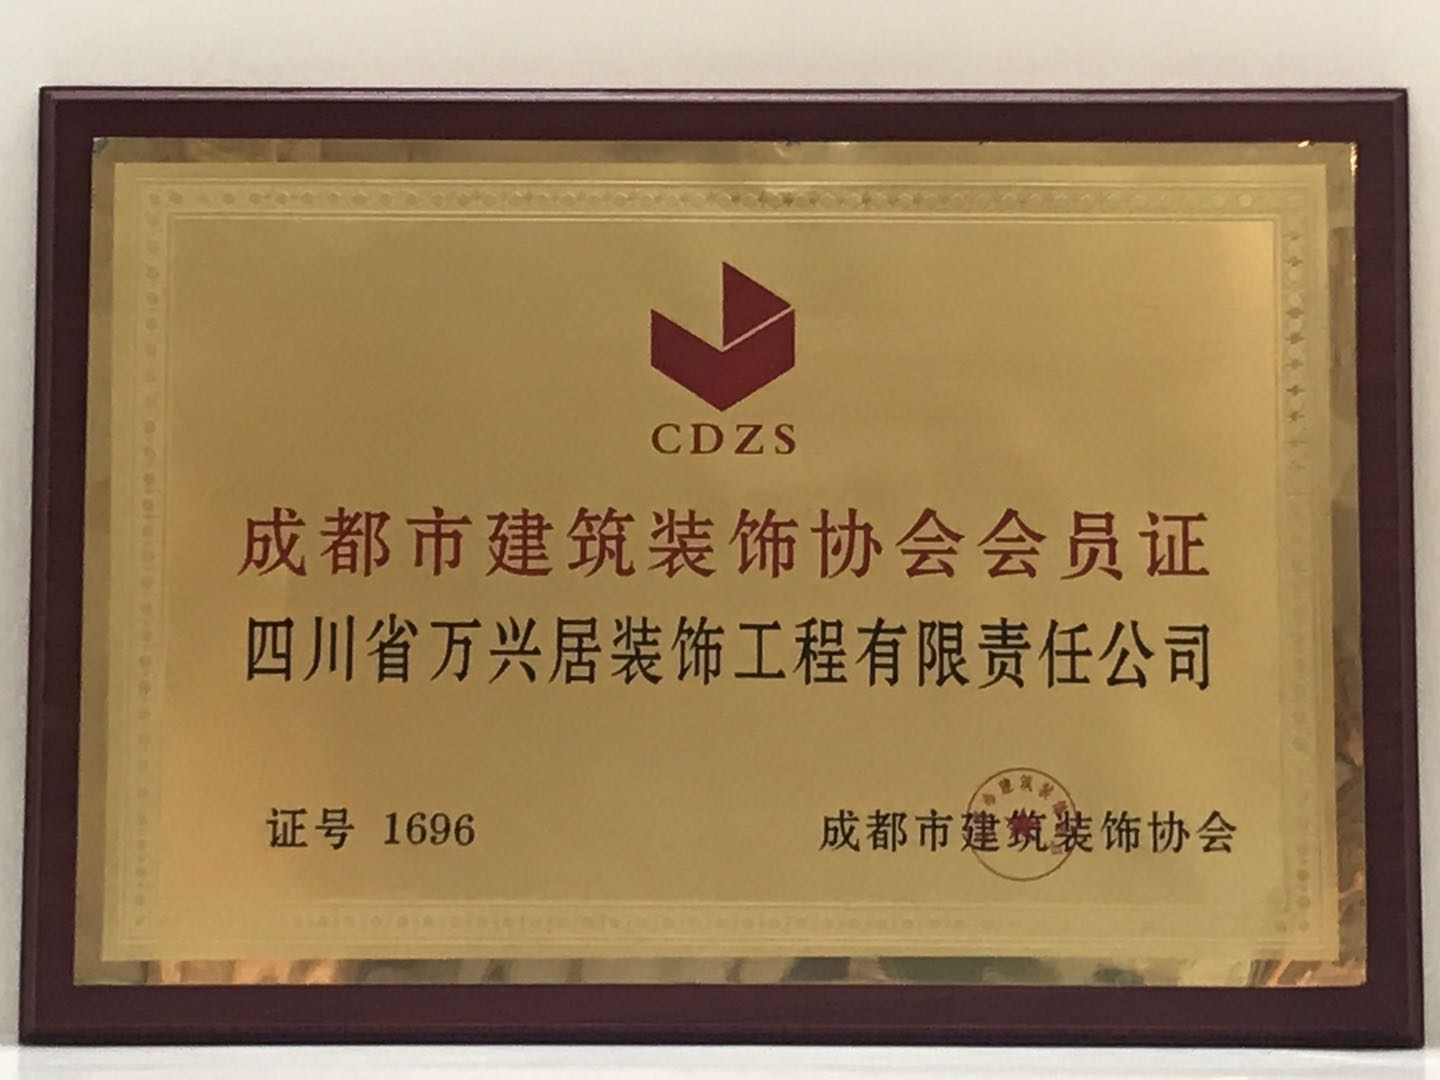 CDZS
成都市建筑装饰协会会员证
四川省万兴居装饰工程有限责任公司
证号 1696
成都市建筑装饰协会